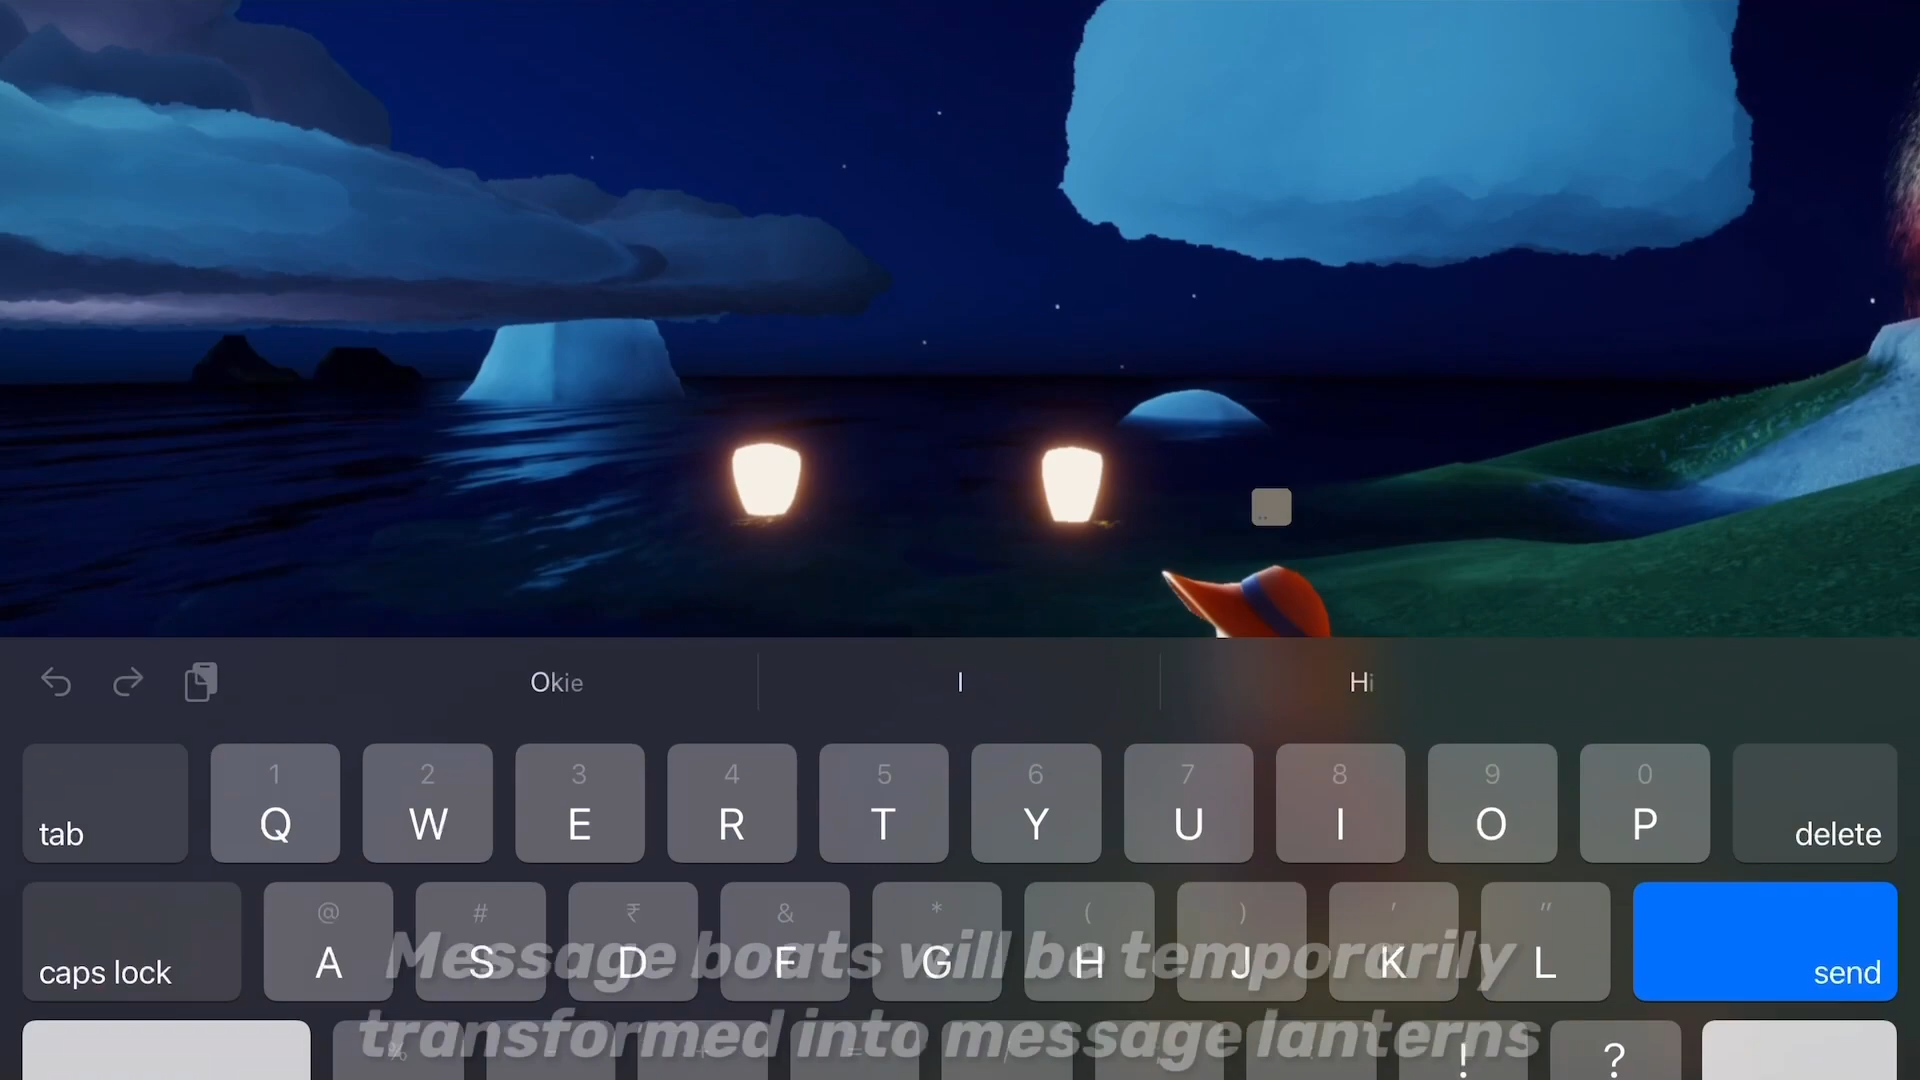 Okie I Hi
1 2 3 4 5 6 7 8 9 0
tab Q W E R T Y U I O P delete
@ # ₹ & * ( ) ' "
caps lock A S D F G H J K L send
Message boats will be temporarily
transformed into message lanterns
% - + = / ; : ! ?